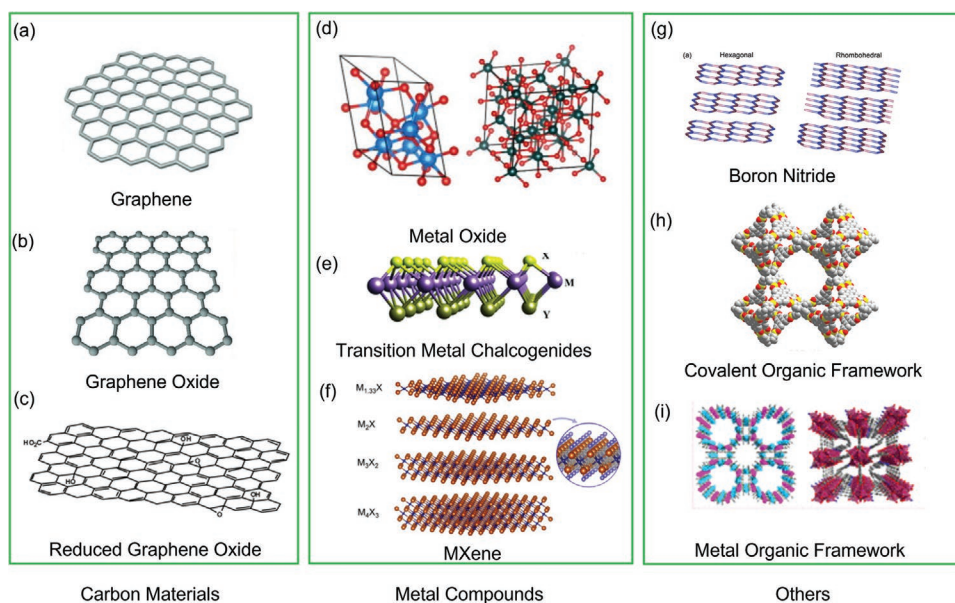 (a)
Graphene
(b)
Graphene Oxide
(c)
HO₂C
OH
O
HO
OH
O
Reduced Graphene Oxide
Carbon Materials
(d)
Metal Oxide
(e)
X
M
Y
Transition Metal Chalcogenides
(f)
M₁.₃₃X
M₂X
M₃X₂
M₄X₃
MXene
Metal Compounds
(g)
(a) Hexagonal Rhombohedral
Boron Nitride
(h)
Covalent Organic Framework
(i)
Metal Organic Framework
Others